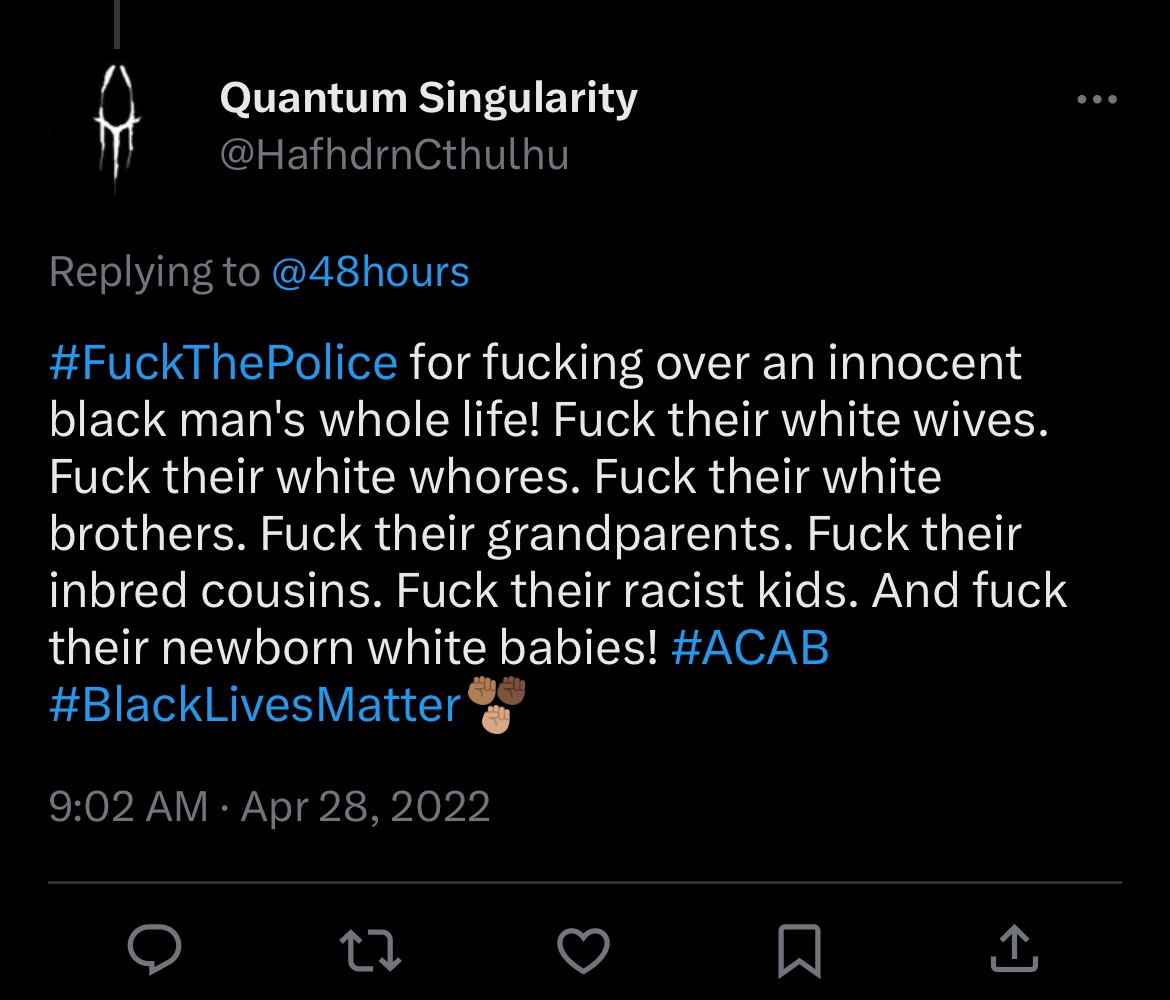 Quantum Singularity
@HafhdrnCthulhu
Replying to @48hours
#FuckThePolice for fucking over an innocent
black man's whole life! Fuck their white wives.
Fuck their white whores. Fuck their white
brothers. Fuck their grandparents. Fuck their
inbred cousins. Fuck their racist kids. And fuck
their newborn white babies! #ACAB
#BlackLivesMatter
9:02 AM · Apr 28, 2022